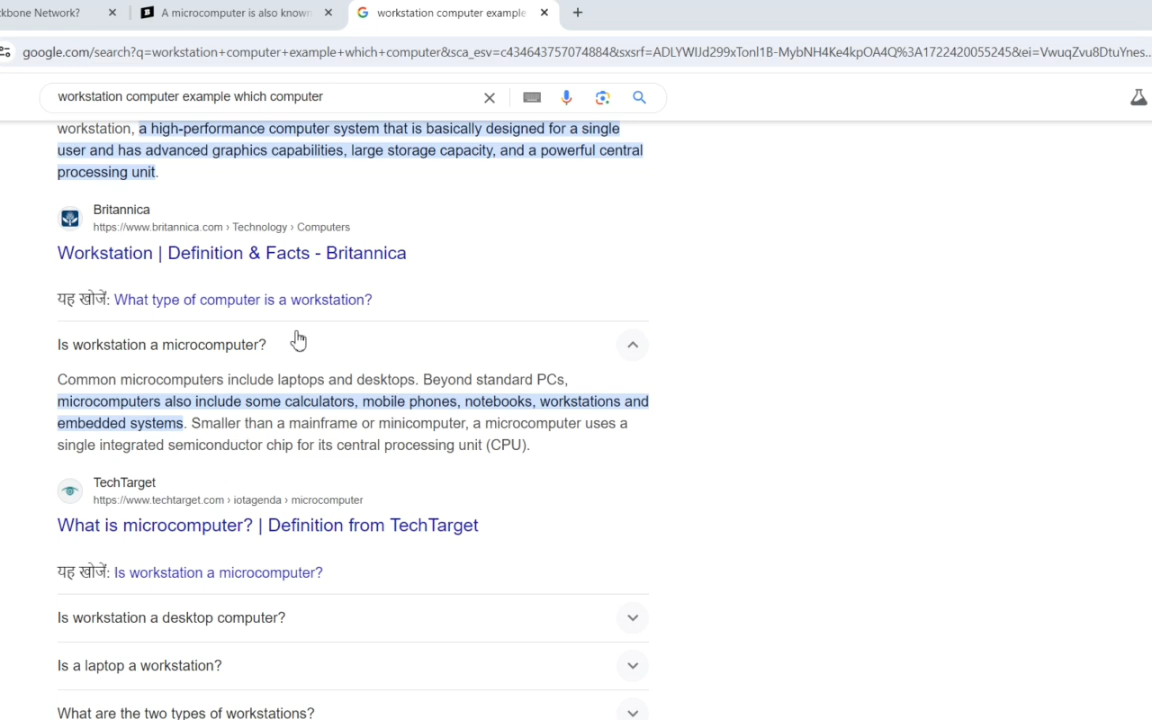 ckbone Network?
A microcomputer is also known
workstation computer example
google.com/search?q=workstation+computer+example+which+computer&sca_esv=c434643757074884&sxsrf=ADLYWIJd299xTonI1B-MybNH4Ke4kpOA4Q%3A1722420055245&ei=VwuqZvu8DtuYnes...
workstation computer example which computer
workstation, a high-performance computer system that is basically designed for a single
user and has advanced graphics capabilities, large storage capacity, and a powerful central
processing unit.
Britannica
https://www.britannica.com › Technology › Computers
Workstation | Definition & Facts - Britannica
यह खोजें: What type of computer is a workstation?
Is workstation a microcomputer?
Common microcomputers include laptops and desktops. Beyond standard PCs,
microcomputers also include some calculators, mobile phones, notebooks, workstations and
embedded systems. Smaller than a mainframe or minicomputer, a microcomputer uses a
single integrated semiconductor chip for its central processing unit (CPU).
TechTarget
https://www.techtarget.com › iotagenda › microcomputer
What is microcomputer? | Definition from TechTarget
यह खोजें: Is workstation a microcomputer?
Is workstation a desktop computer?
Is a laptop a workstation?
What are the two types of workstations?